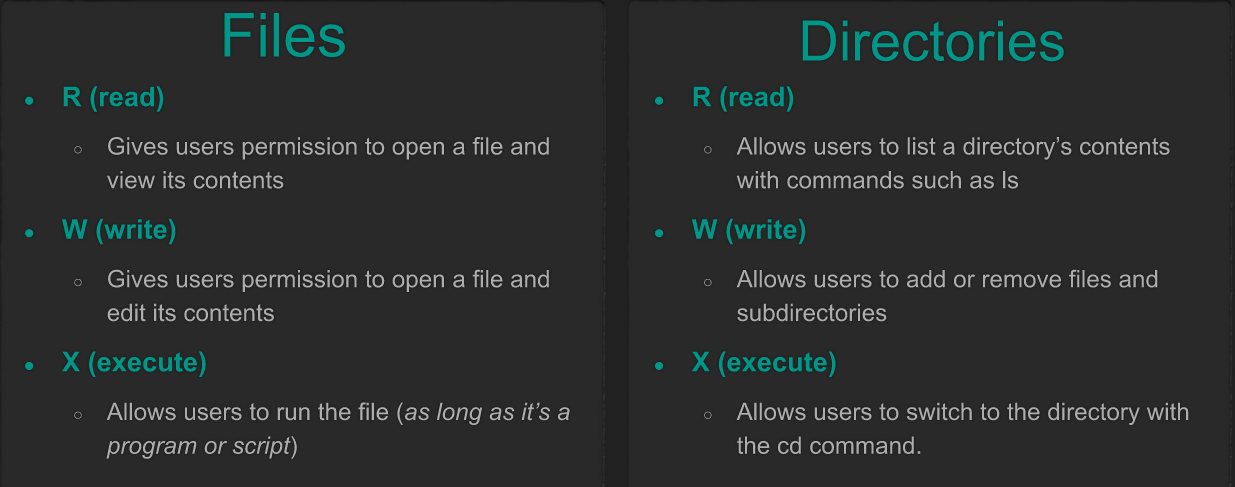 Files
R (read)
Gives users permission to open a file and
view its contents
W (write)
Gives users permission to open a file and
edit its contents
X (execute)
Allows users to run the file (as long as it's a
program or script)
Directories
R (read)
Allows users to list a directory's contents
with commands such as ls
W (write)
Allows users to add or remove files and
subdirectories
X (execute)
Allows users to switch to the directory with
the cd command.